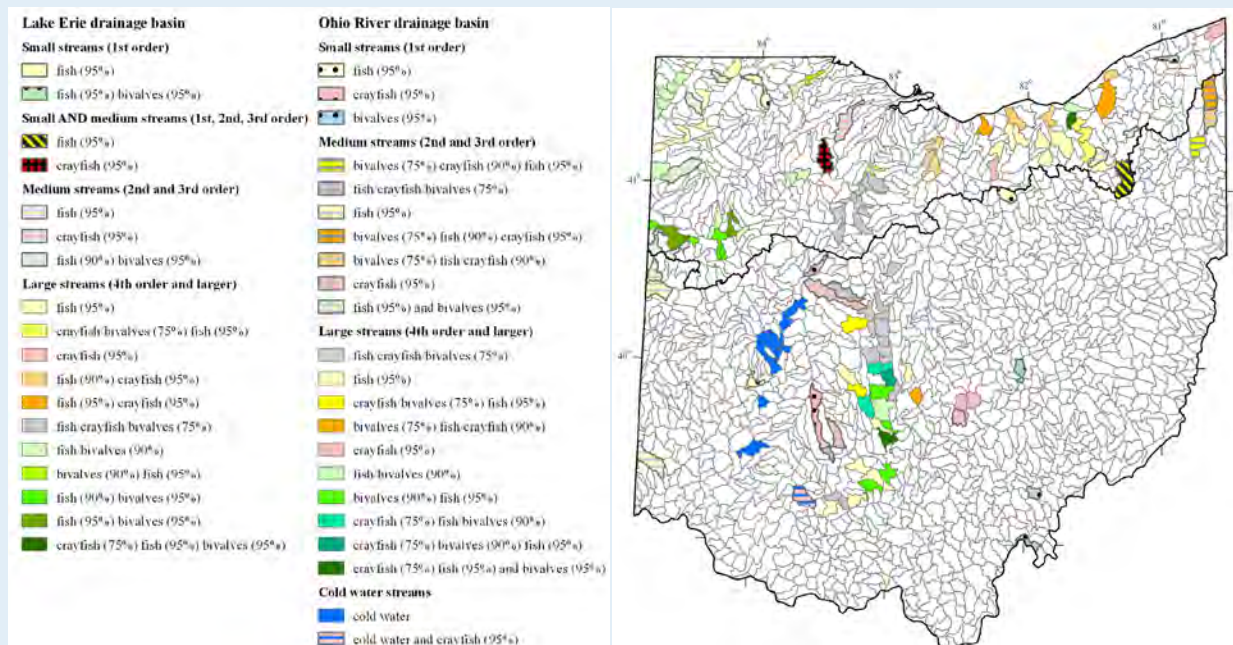 Lake Erie drainage basin
Small streams (1st order)
fish (95%)
fish (95%) bivalves (95%)
Small AND medium streams (1st, 2nd, 3rd order)
fish (95%)
crayfish (95%)
Medium streams (2nd and 3rd order)
fish (95%)
crayfish (95%)
fish (90%) bivalves (95%)
Large streams (4th order and larger)
fish (95%)
crayfish/bivalves (75%) fish (95%)
crayfish (95%)
fish (90%) crayfish (95%)
fish (95%) crayfish (95%)
fish/crayfish/bivalves (75%)
fish/bivalves (90%)
bivalves (90%) fish (95%)
fish (90%) bivalves (95%)
fish (95%) bivalves (95%)
crayfish (75%) fish (95%) bivalves (95%)
Ohio River drainage basin
Small streams (1st order)
fish (95%)
crayfish (95%)
bivalves (95%)
Medium streams (2nd and 3rd order)
bivalves (75%) crayfish (90%) fish (95%)
fish/crayfish/bivalves (75%)
fish (95%)
bivalves (75%) fish (90%) crayfish (95%)
bivalves (75%) fish/crayfish (90%)
crayfish (95%)
fish (95%) and bivalves (95%)
Large streams (4th order and larger)
fish/crayfish/bivalves (75%)
fish (95%)
crayfish/bivalves (75%) fish (95%)
bivalves (75%) fish/crayfish (90%)
crayfish (95%)
fish/bivalves (90%)
bivalves (90%) fish (95%)
crayfish (75%) fish/bivalves (90%)
crayfish (75%) bivalves (90%) fish (95%)
crayfish (75%) fish (95%) and bivalves (95%)
Cold water streams
cold water
cold water and crayfish (95%)
84°
83°
82°
81°
41°
40°